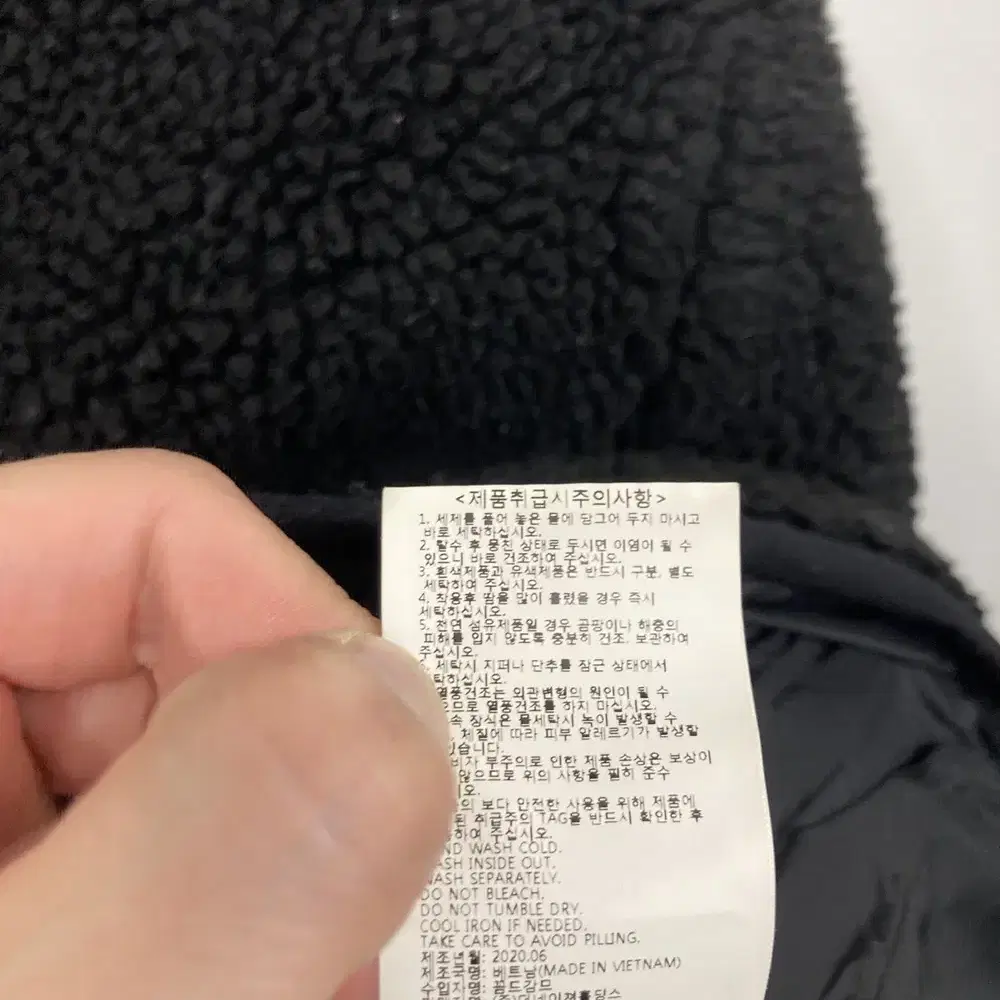 <제품취급시주의사항>
1. 세제를 풀어 놓은 물에 담그어 두지 마시고
바로 세탁하십시오.
2. 탈수 후 뭉친 상태로 두시면 이염이 될 수
있으니 바로 건조하여 주십시오.
3. 흰색제품과 유색제품은 반드시 구분, 별도
세탁하여 주십시오.
4. 착용후 땀을 많이 흘렸을 경우 즉시
세탁하십시오.
5. 천연 섬유제품일 경우 곰팡이나 해충의
피해를 입지 않도록 충분히 건조. 보관하여
주십시오.
세탁시 지퍼나 단추를 잠근 상태에서
탁하십시오.
열풍건조는 외관변형의 원인이 될 수
으므로 열풍건조를 하지 마십시오.
속 장식은 물세탁시 녹이 발생할 수
체질에 따라 피부 알레르기가 발생할
있습니다.
비자 부주의로 인한 제품 손상은 보상이
않으므로 위의 사항을 필히 준수
오.
의 보다 안전한 사용을 위해 제품에
된 취급주의 TAG을 반드시 확인한 후
하여 주십시오.
ND WASH COLD.
ASH INSIDE OUT.
WASH SEPARATELY.
DO NOT BLEACH.
DO NOT TUMBLE DRY.
COOL IRON IF NEEDED.
TAKE CARE TO AVOID PILLING.
제조년월: 2020.06
제조국명: 베트남(MADE IN VIETNAM)
수입자명: